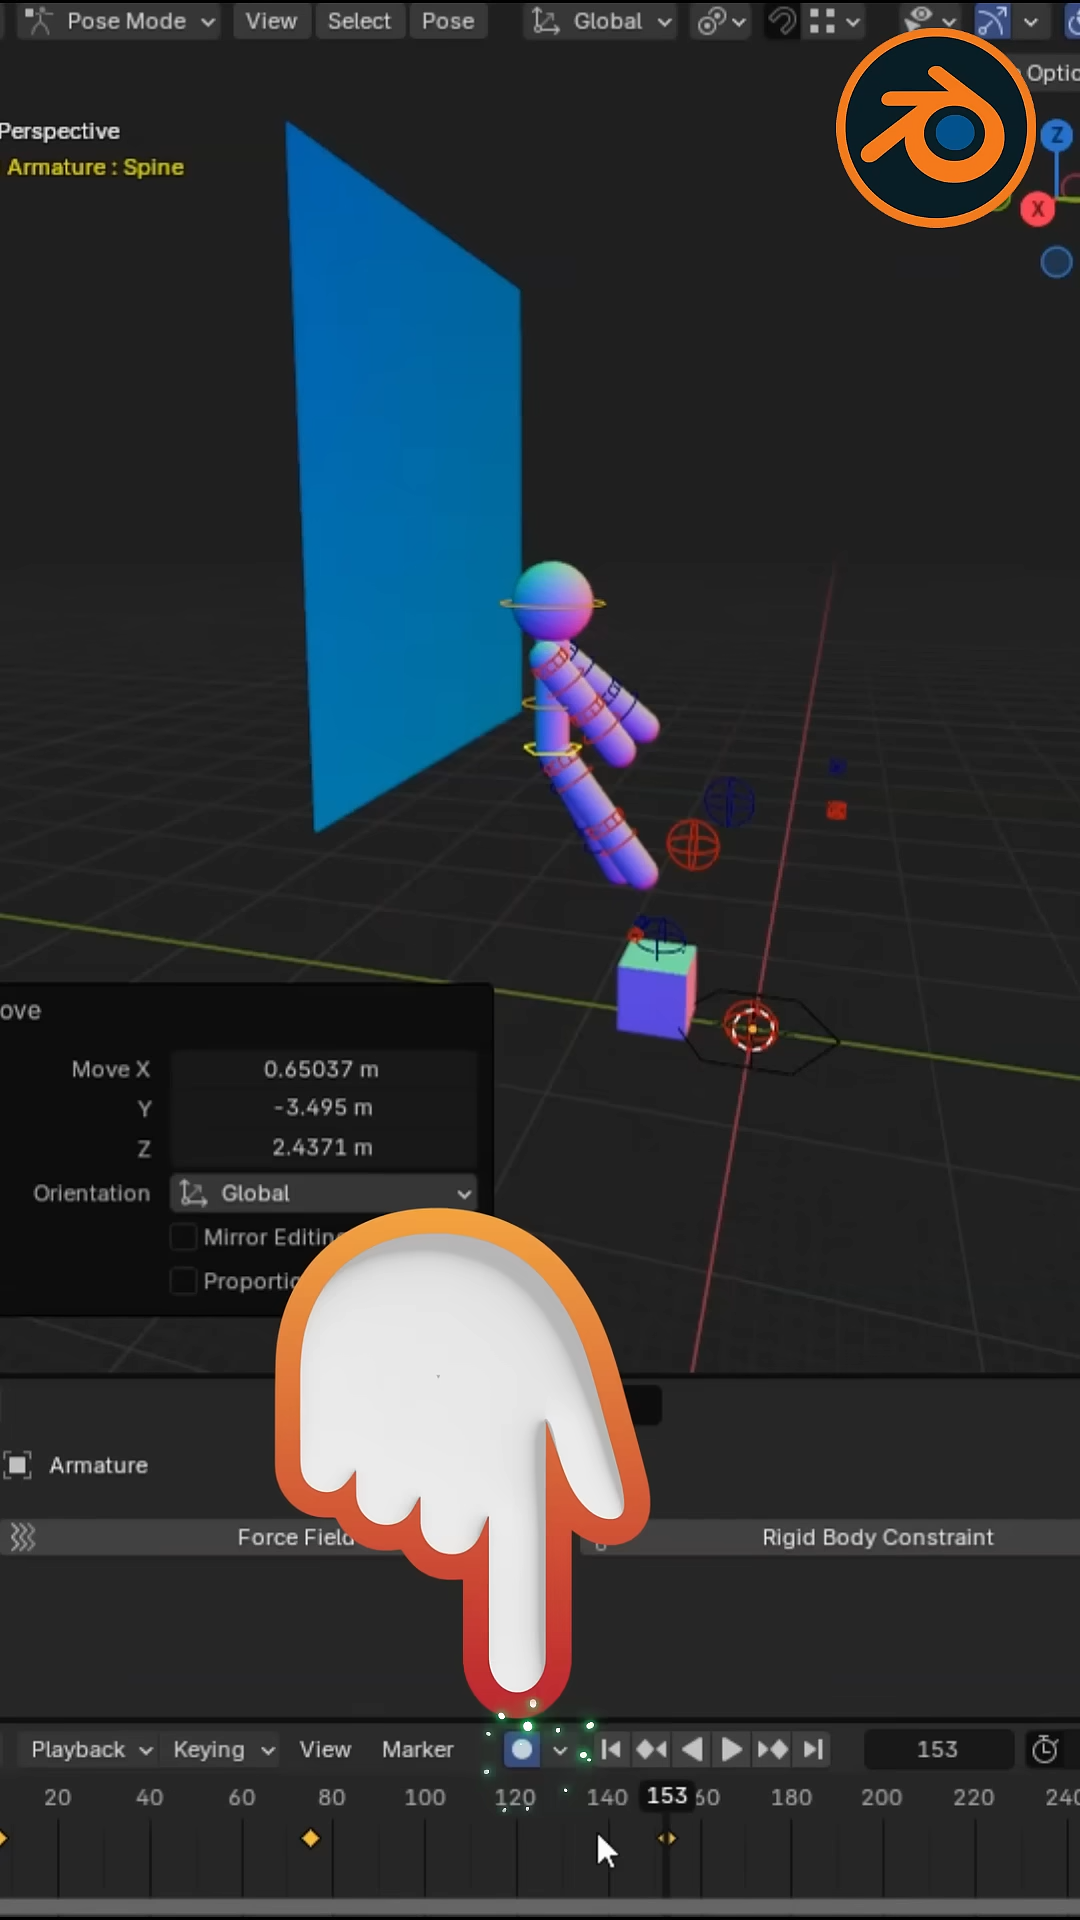 Pose Mode View Select Pose Global
Optio
Perspective
Armature : Spine
Z
X
ove
Move X 0.65037 m
Y -3.495 m
Z 2.4371 m
Orientation Global
Mirror Editin
Proportio
Armature
Force Field Rigid Body Constraint
Playback Keying View Marker 153
20 40 60 80 100 120 140 153 60 180 200 220 240